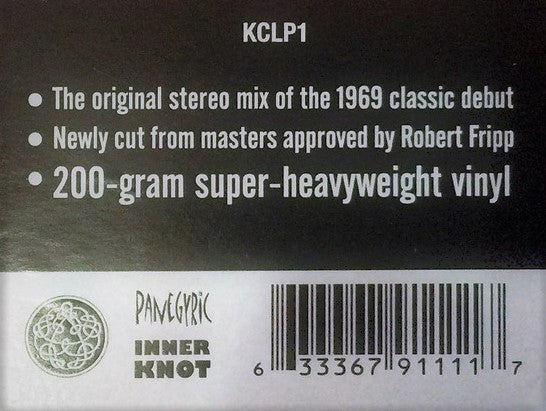 KCLP1
● The original stereo mix of the 1969 classic debut
● Newly cut from masters approved by Robert Fripp
● 200-gram super-heavyweight vinyl
PANEGYRIC
INNER
KNOT
6 33367 91111 7